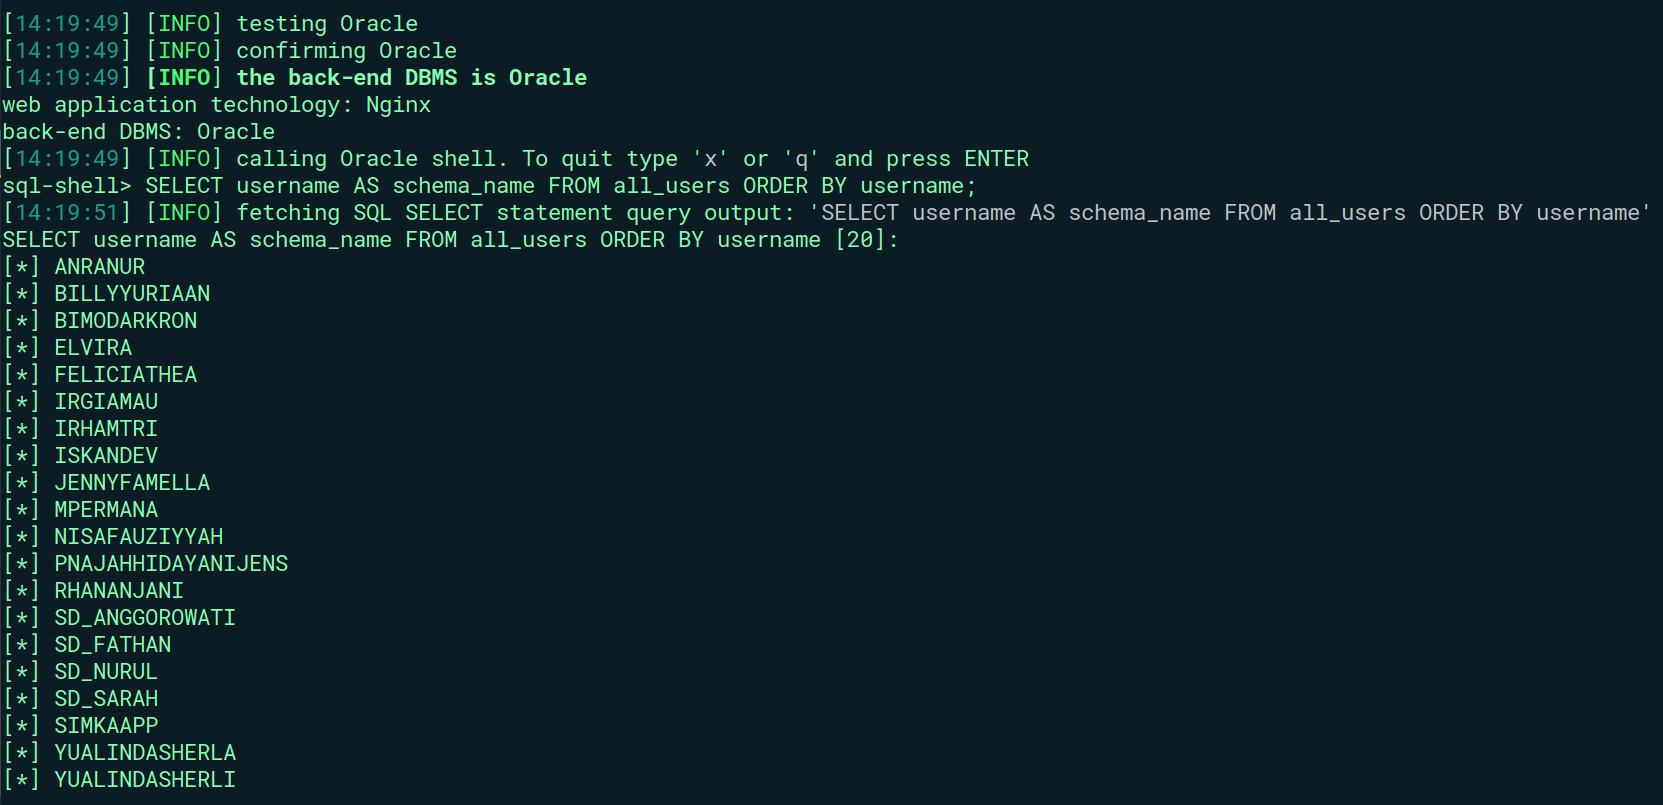 [14:19:49] [INFO] testing Oracle
[14:19:49] [INFO] confirming Oracle
[14:19:49] [INFO] the back-end DBMS is Oracle
web application technology: Nginx
back-end DBMS: Oracle
[14:19:49] [INFO] calling Oracle shell. To quit type 'x' or 'q' and press ENTER
sql-shell> SELECT username AS schema_name FROM all_users ORDER BY username;
[14:19:51] [INFO] fetching SQL SELECT statement query output: 'SELECT username AS schema_name FROM all_users ORDER BY username'
SELECT username AS schema_name FROM all_users ORDER BY username [20]:
[*] ANRANUR
[*] BILLYYURIAAN
[*] BIMODARKRON
[*] ELVIRA
[*] FELICIATHEA
[*] IRGIAMAU
[*] IRHAMTRI
[*] ISKANDEV
[*] JENNYFAMELLA
[*] MPERMANA
[*] NISAFAUZIYYAH
[*] PNAJAHHIDAYANIJENS
[*] RHANANJANI
[*] SD_ANGGOROWATI
[*] SD_FATHAN
[*] SD_NURUL
[*] SD_SARAH
[*] SIMKAAPP
[*] YUALINDASHERLA
[*] YUALINDASHERLI